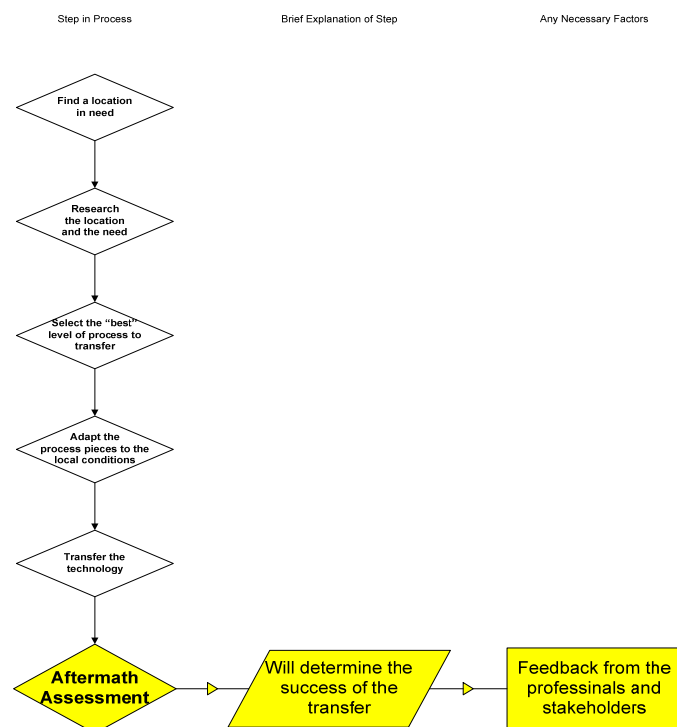 Step in Process
Brief Explanation of Step
Any Necessary Factors
Find a location
in need
Research
the location
and the need
Select the “best”
level of process to
transfer
Adapt the
process pieces to the
local conditions
Transfer the
technology
Aftermath
Assessment
Will determine the
success of the
transfer
Feedback from the
professinals and
stakeholders